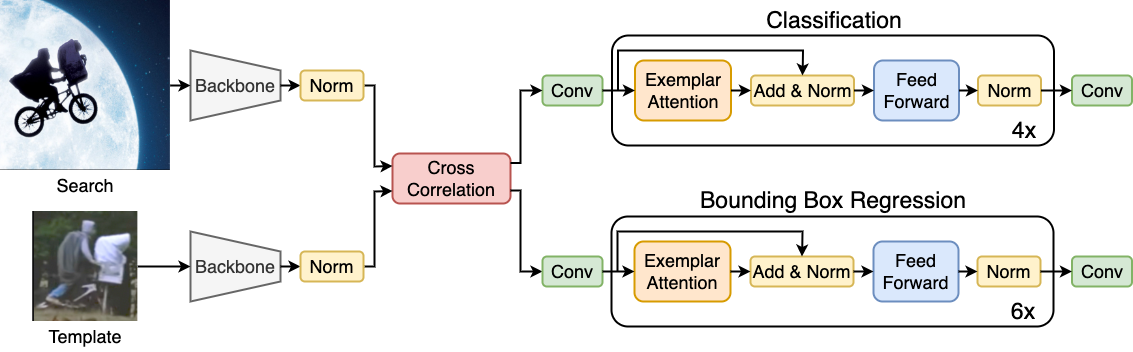 Search
Backbone
Norm
Template
Backbone
Norm
Cross
Correlation
Classification
Conv
Exemplar
Attention
Add & Norm
Feed
Forward
Norm
4x
Conv
Bounding Box Regression
Conv
Exemplar
Attention
Add & Norm
Feed
Forward
Norm
6x
Conv